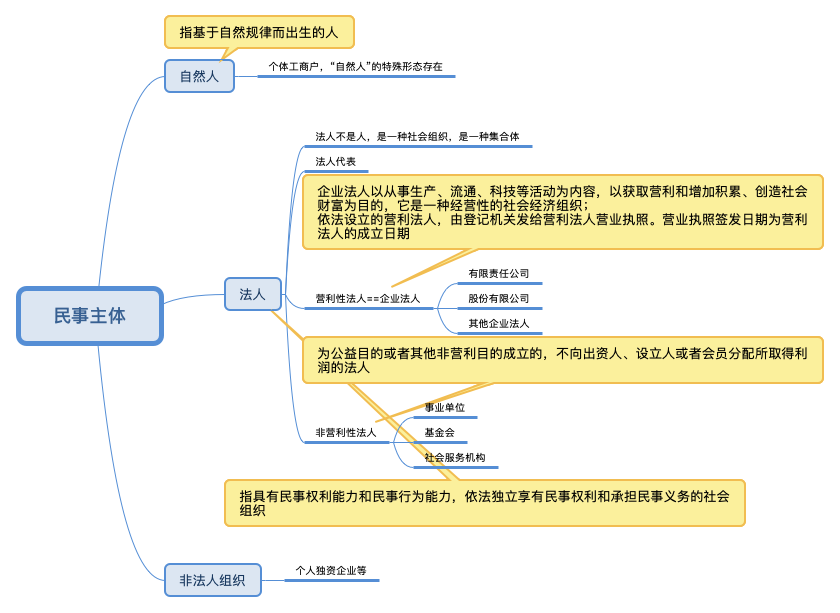 指基于自然规律而出生的人
自然人
个体工商户，“自然人”的特殊形态存在
法人不是人，是一种社会组织，是一种集合体
法人代表
企业法人以从事生产、流通、科技等活动为内容，以获取营利和增加积累、创造社会
财富为目的，它是一种经营性的社会经济组织；
依法设立的营利法人，由登记机关发给营利法人营业执照。营业执照签发日期为营利
法人的成立日期
有限责任公司
法人
营利性法人==企业法人
股份有限公司
民事主体
其他企业法人
为公益目的或者其他非营利目的成立的，不向出资人、设立人或者会员分配所取得利
润的法人
事业单位
非营利性法人
基金会
社会服务机构
指具有民事权利能力和民事行为能力，依法独立享有民事权利和承担民事义务的社会
组织
非法人组织
个人独资企业等